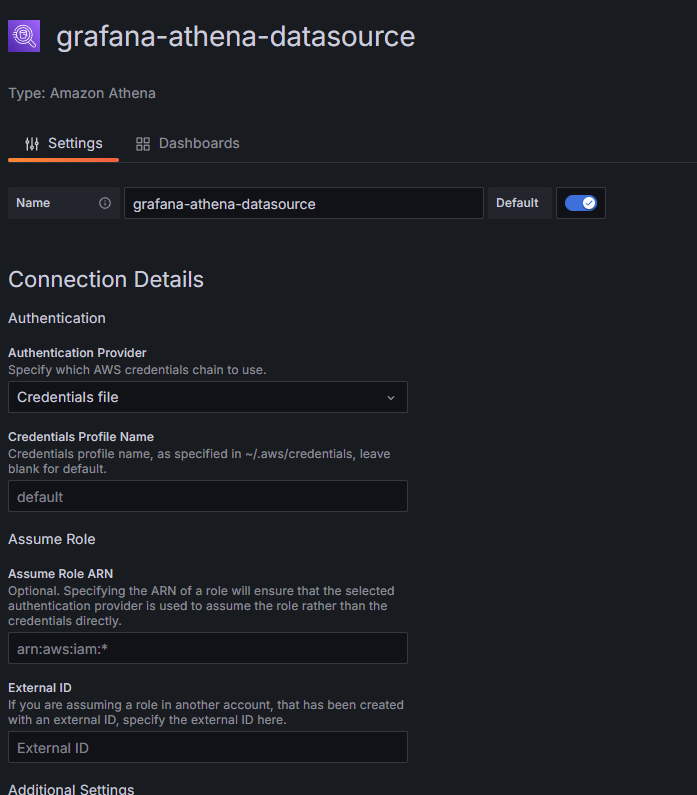 grafana-athena-datasource
Type: Amazon Athena
Settings Dashboards
Name grafana-athena-datasource Default
Connection Details
Authentication
Authentication Provider
Specify which AWS credentials chain to use.
Credentials file
Credentials Profile Name
Credentials profile name, as specified in ~/.aws/credentials, leave
blank for default.
default
Assume Role
Assume Role ARN
Optional. Specifying the ARN of a role will ensure that the selected
authentication provider is used to assume the role rather than the
credentials directly.
arn:aws:iam:*
External ID
If you are assuming a role in another account, that has been created
with an external ID, specify the external ID here.
External ID
Additional Settings